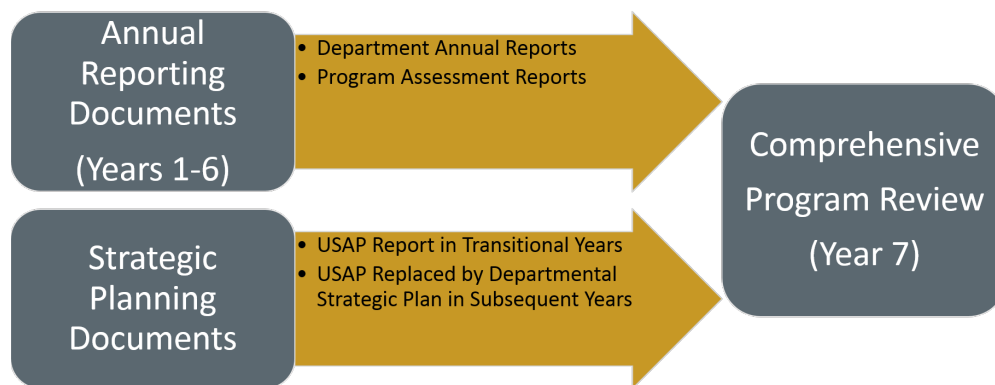 Annual
Reporting
Documents
(Years 1-6)
• Department Annual Reports
• Program Assessment Reports
Strategic
Planning
Documents
• USAP Report in Transitional Years
• USAP Replaced by Departmental
Strategic Plan in Subsequent Years
Comprehensive
Program Review
(Year 7)